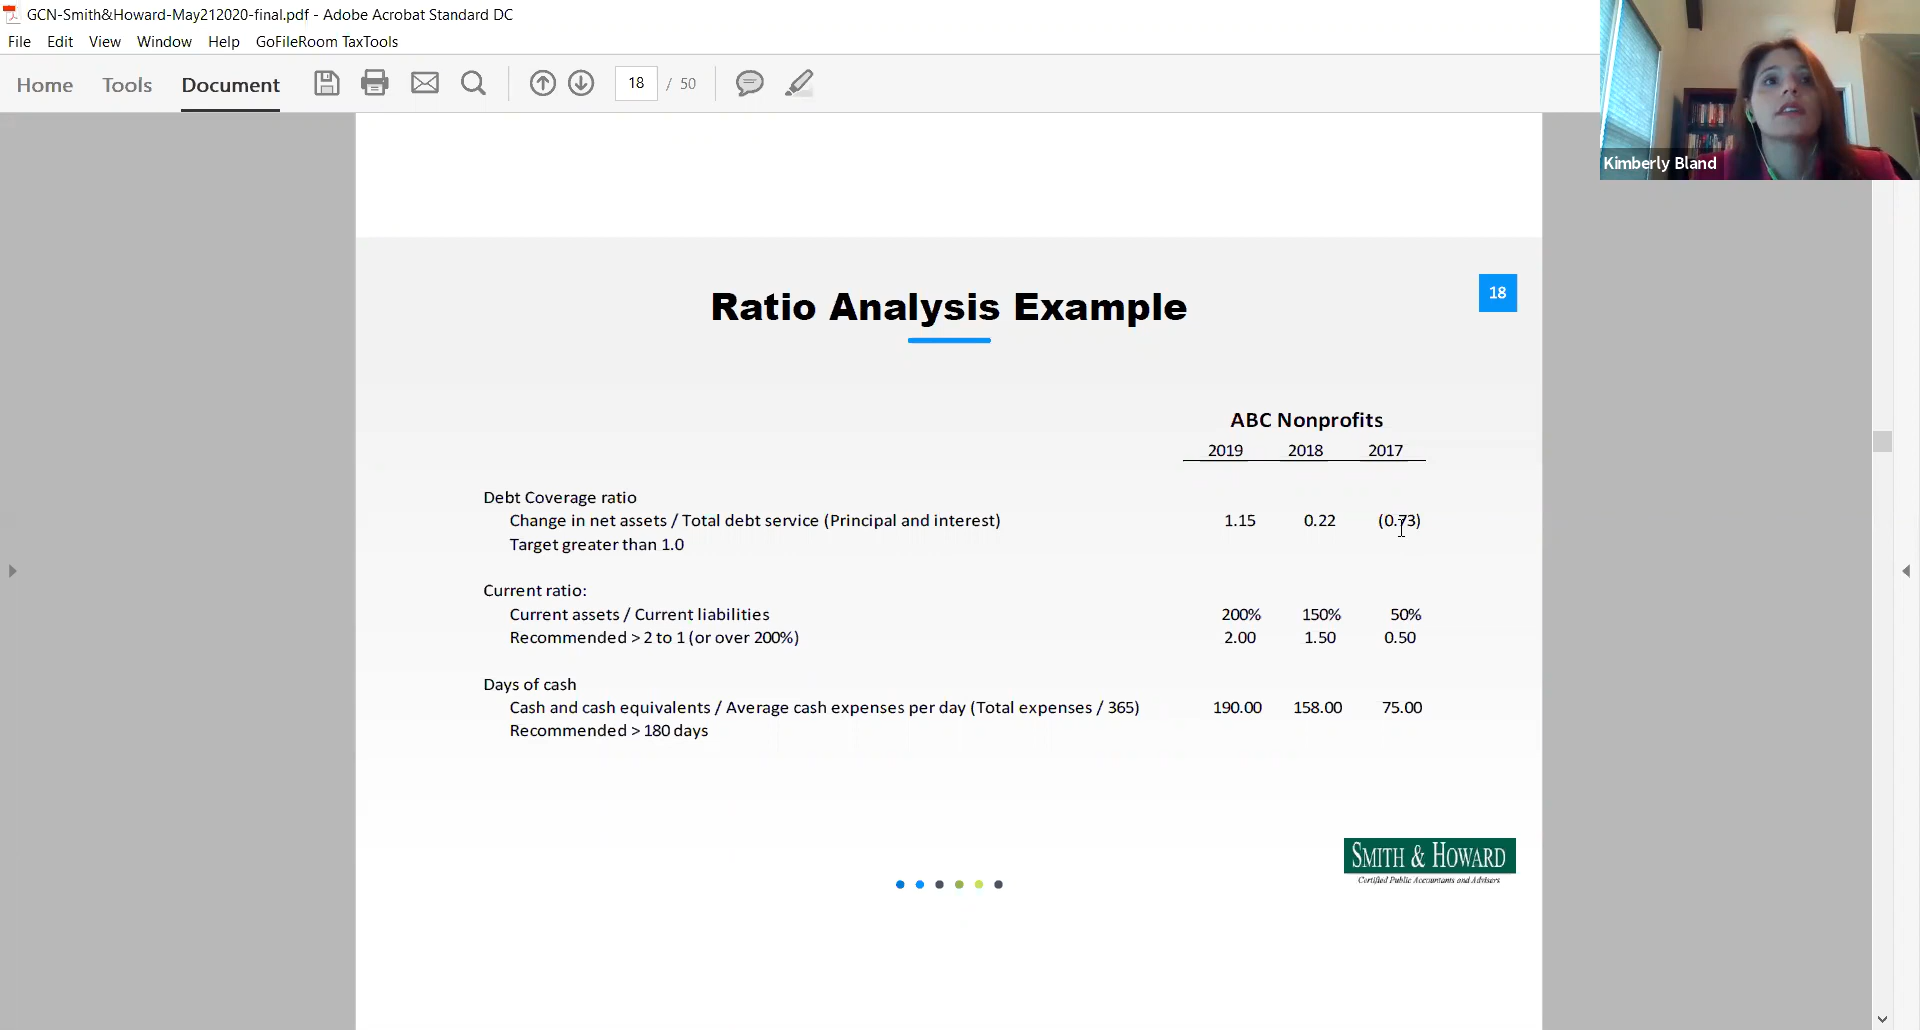 GCN-Smith&Howard-May212020-final.pdf - Adobe Acrobat Standard DC
File Edit View Window Help GoFileRoom TaxTools
Home Tools Document 18 / 50
Kimberly Bland
Ratio Analysis Example
18
ABC Nonprofits
2019 2018 2017
Debt Coverage ratio
Change in net assets / Total debt service (Principal and interest) 1.15 0.22 (0.73)
Target greater than 1.0
Current ratio:
Current assets / Current liabilities 200% 150% 50%
Recommended > 2 to 1 (or over 200%) 2.00 1.50 0.50
Days of cash
Cash and cash equivalents / Average cash expenses per day (Total expenses / 365) 190.00 158.00 75.00
Recommended > 180 days
SMITH & HOWARD
Certified Public Accountants and Advisors